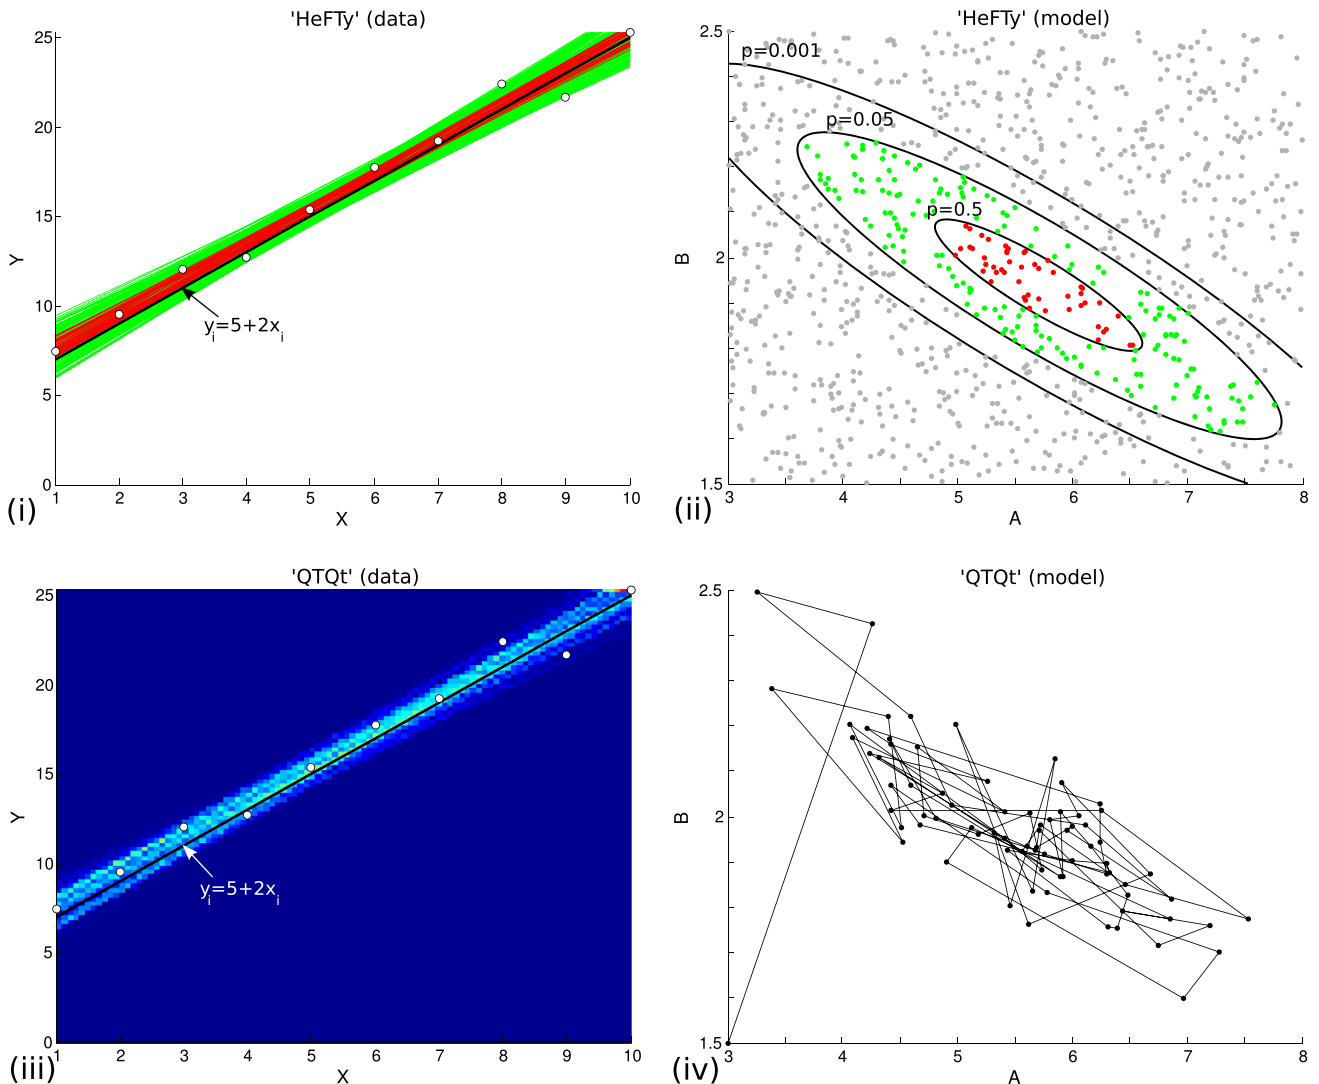 'HeFTy' (data)
25
20
15
10
5
0
Y
y_i=5+2x_i
1 2 3 4 5 6 7 8 9 10
X
(i)
'HeFTy' (model)
2.5
2
1.5
B
p=0.001
p=0.05
p=0.5
3 4 5 6 7 8
A
(ii)
'QTQt' (data)
25
20
15
10
5
0
Y
y_i=5+2x_i
1 2 3 4 5 6 7 8 9 10
X
(iii)
'QTQt' (model)
2.5
2
1.5
B
3 4 5 6 7 8
A
(iv)